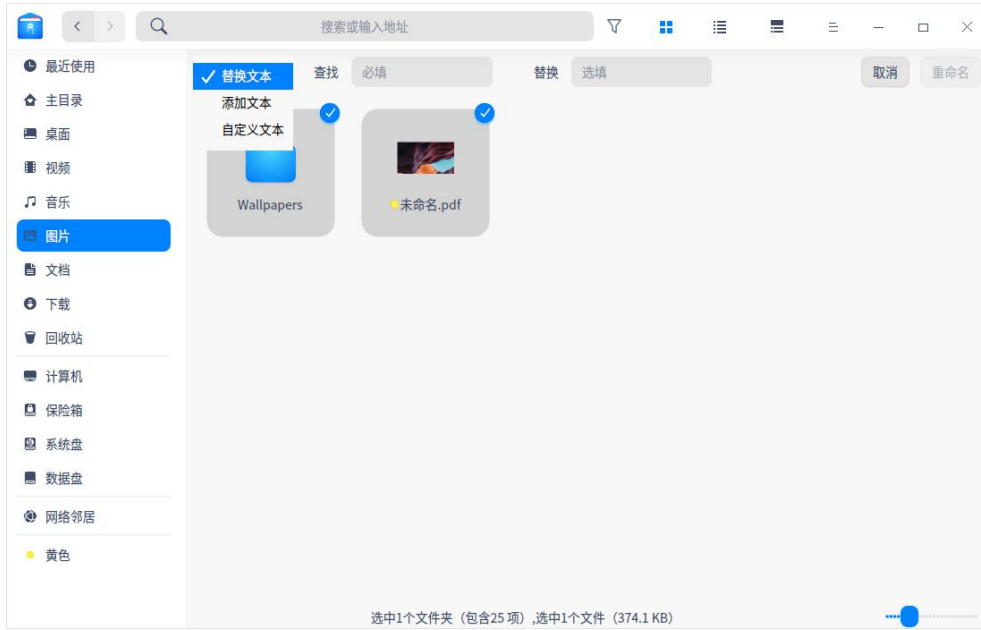 搜索或输入地址
最近使用
主目录
桌面
视频
音乐
图片
文档
下载
回收站
计算机
保险箱
系统盘
数据盘
网络邻居
黄色
替换文本
添加文本
自定义文本
查找 必填 替换 选填 取消 重命名
Wallpapers 未命名.pdf
选中1个文件夹（包含25 项）,选中1个文件（374.1 KB）